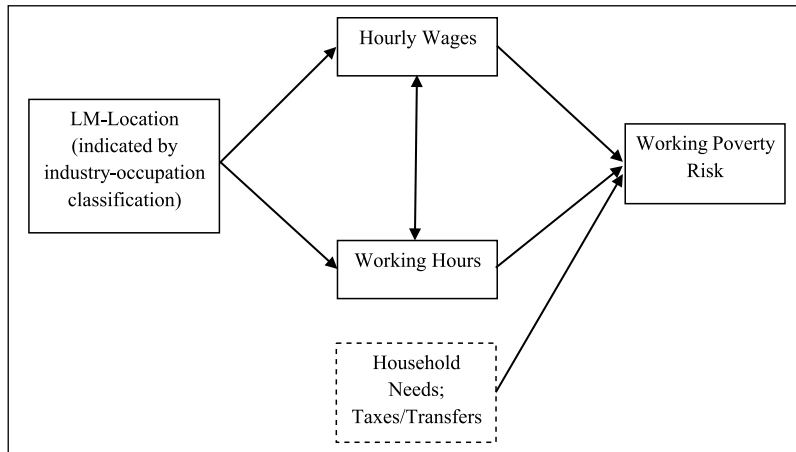 Hourly Wages
LM-Location
(indicated by
industry-occupation
classification)
Working Poverty
Risk
Working Hours
Household
Needs;
Taxes/Transfers